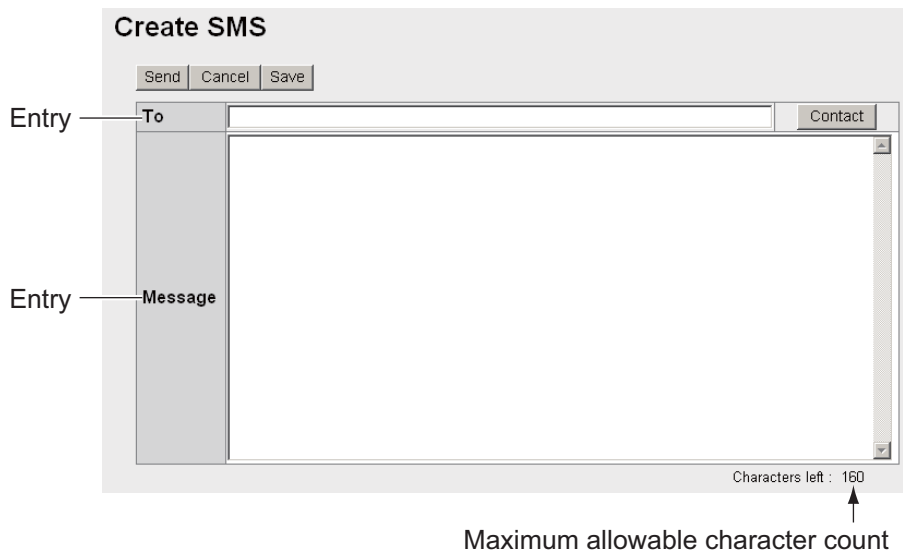 Create SMS
Send Cancel Save
Entry To Contact
Entry Message
Characters left : 160
Maximum allowable character count